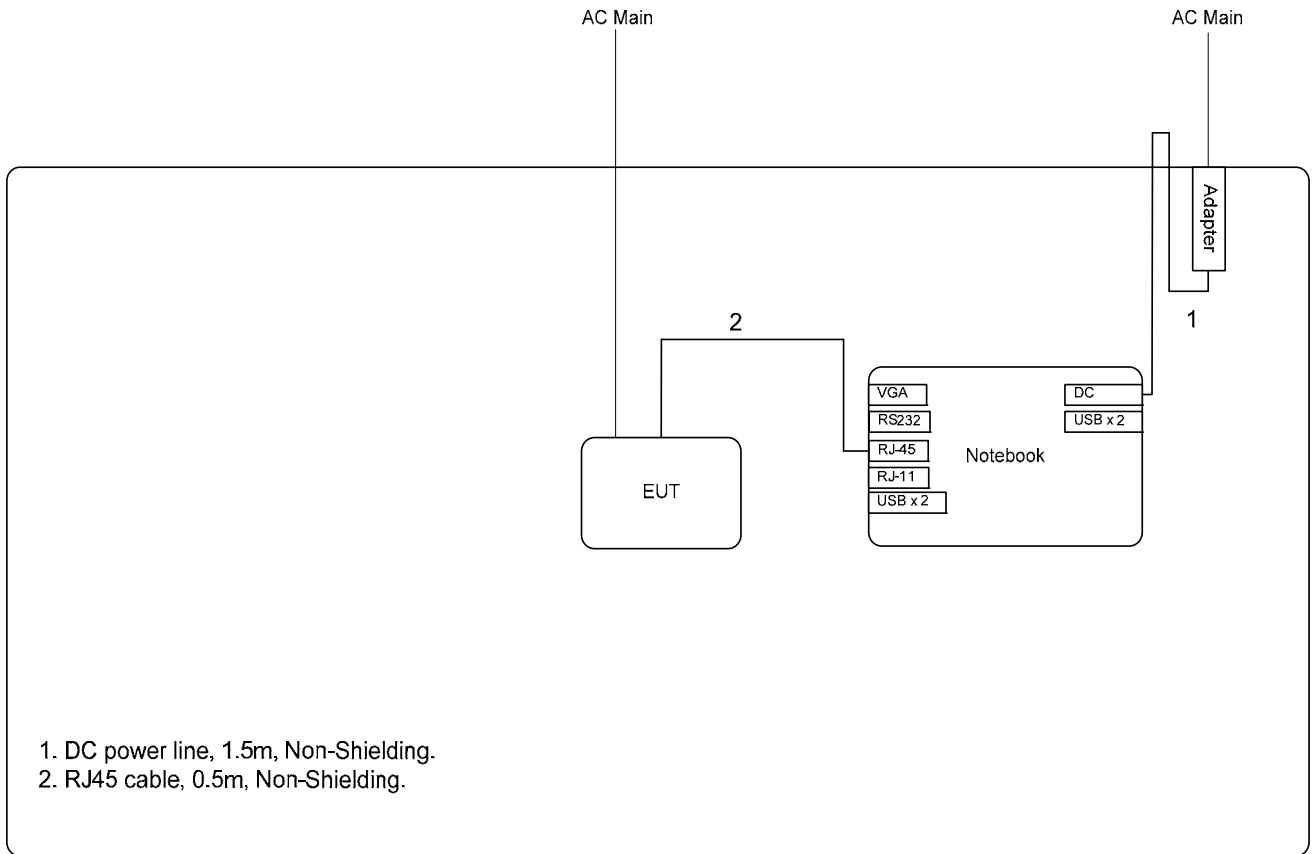 AC Main
AC Main
Adapter
1
2
VGA
DC
RS232
USB x 2
RJ-45
Notebook
RJ-11
EUT
USB x 2
1. DC power line, 1.5m, Non-Shielding.
2. RJ45 cable, 0.5m, Non-Shielding.